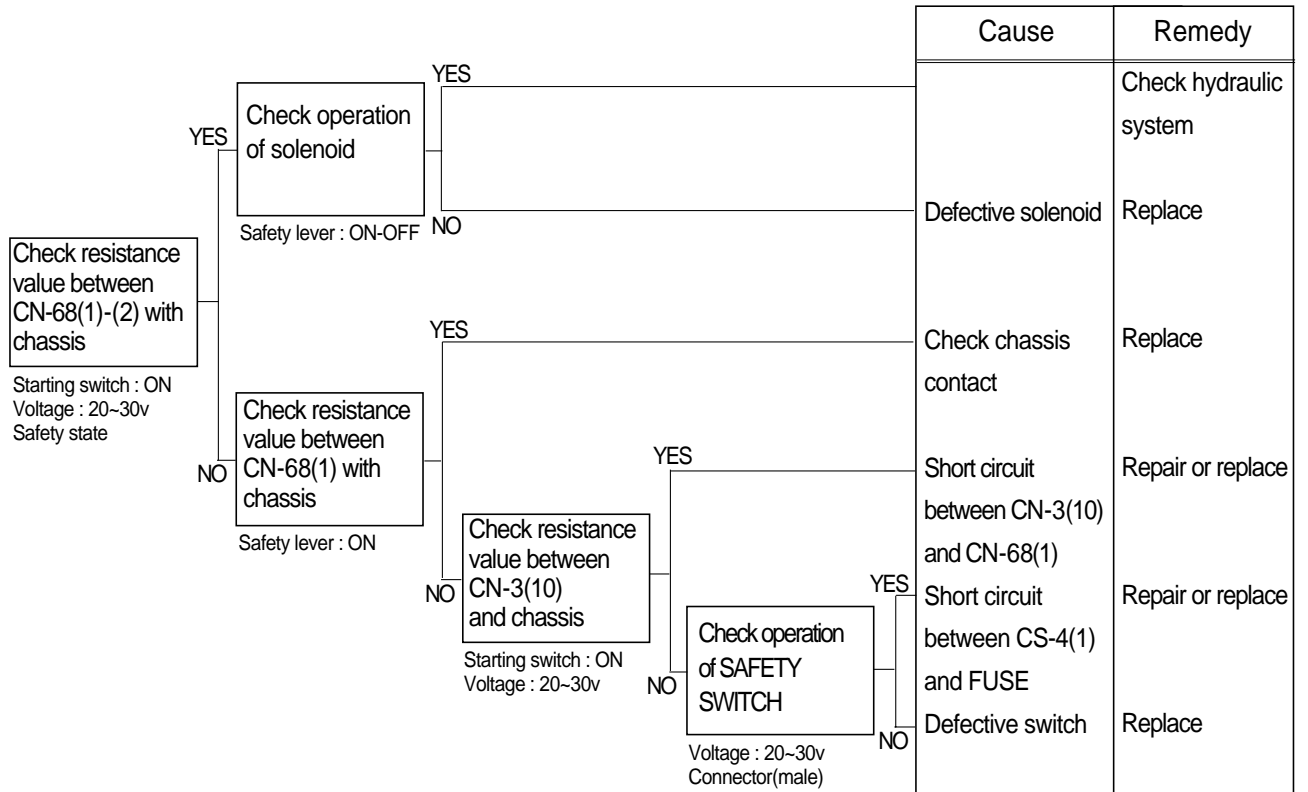 Cause
Remedy
YES
Check hydraulic
system
YES
Check operation
of solenoid
Safety lever : ON-OFF
NO
Defective solenoid
Replace
Check resistance
value between
CN-68(1)-(2) with
chassis
Starting switch : ON
Voltage : 20~30v
Safety state
YES
Check chassis
contact
Replace
NO
Check resistance
value between
CN-68(1) with
chassis
Safety lever : ON
YES
Short circuit
between CN-3(10)
and CN-68(1)
Repair or replace
NO
Check resistance
value between
CN-3(10)
and chassis
Starting switch : ON
Voltage : 20~30v
YES
Short circuit
between CS-4(1)
and FUSE
Repair or replace
NO
Check operation
of SAFETY
SWITCH
Voltage : 20~30v
Connector(male)
NO
Defective switch
Replace